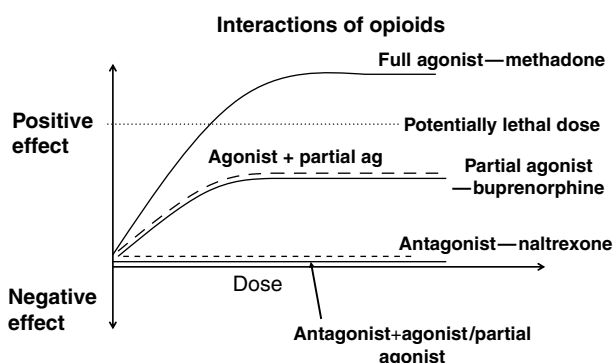 Interactions of opioids
Full agonist—methadone
Positive
effect
Potentially lethal dose
Agonist + partial ag
Partial agonist
—buprenorphine
Antagonist—naltrexone
Dose
Negative
effect
Antagonist+agonist/partial
agonist